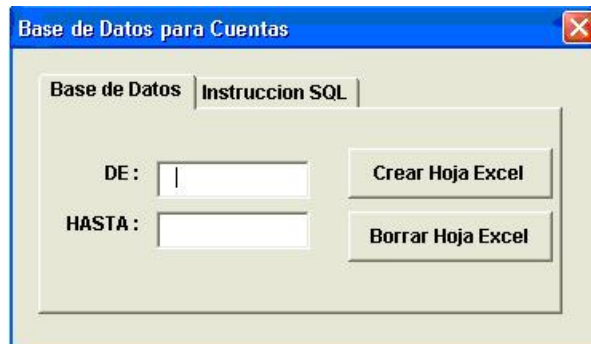 Base de Datos para Cuentas
Base de Datos Instruccion SQL
DE : Crear Hoja Excel
HASTA : Borrar Hoja Excel